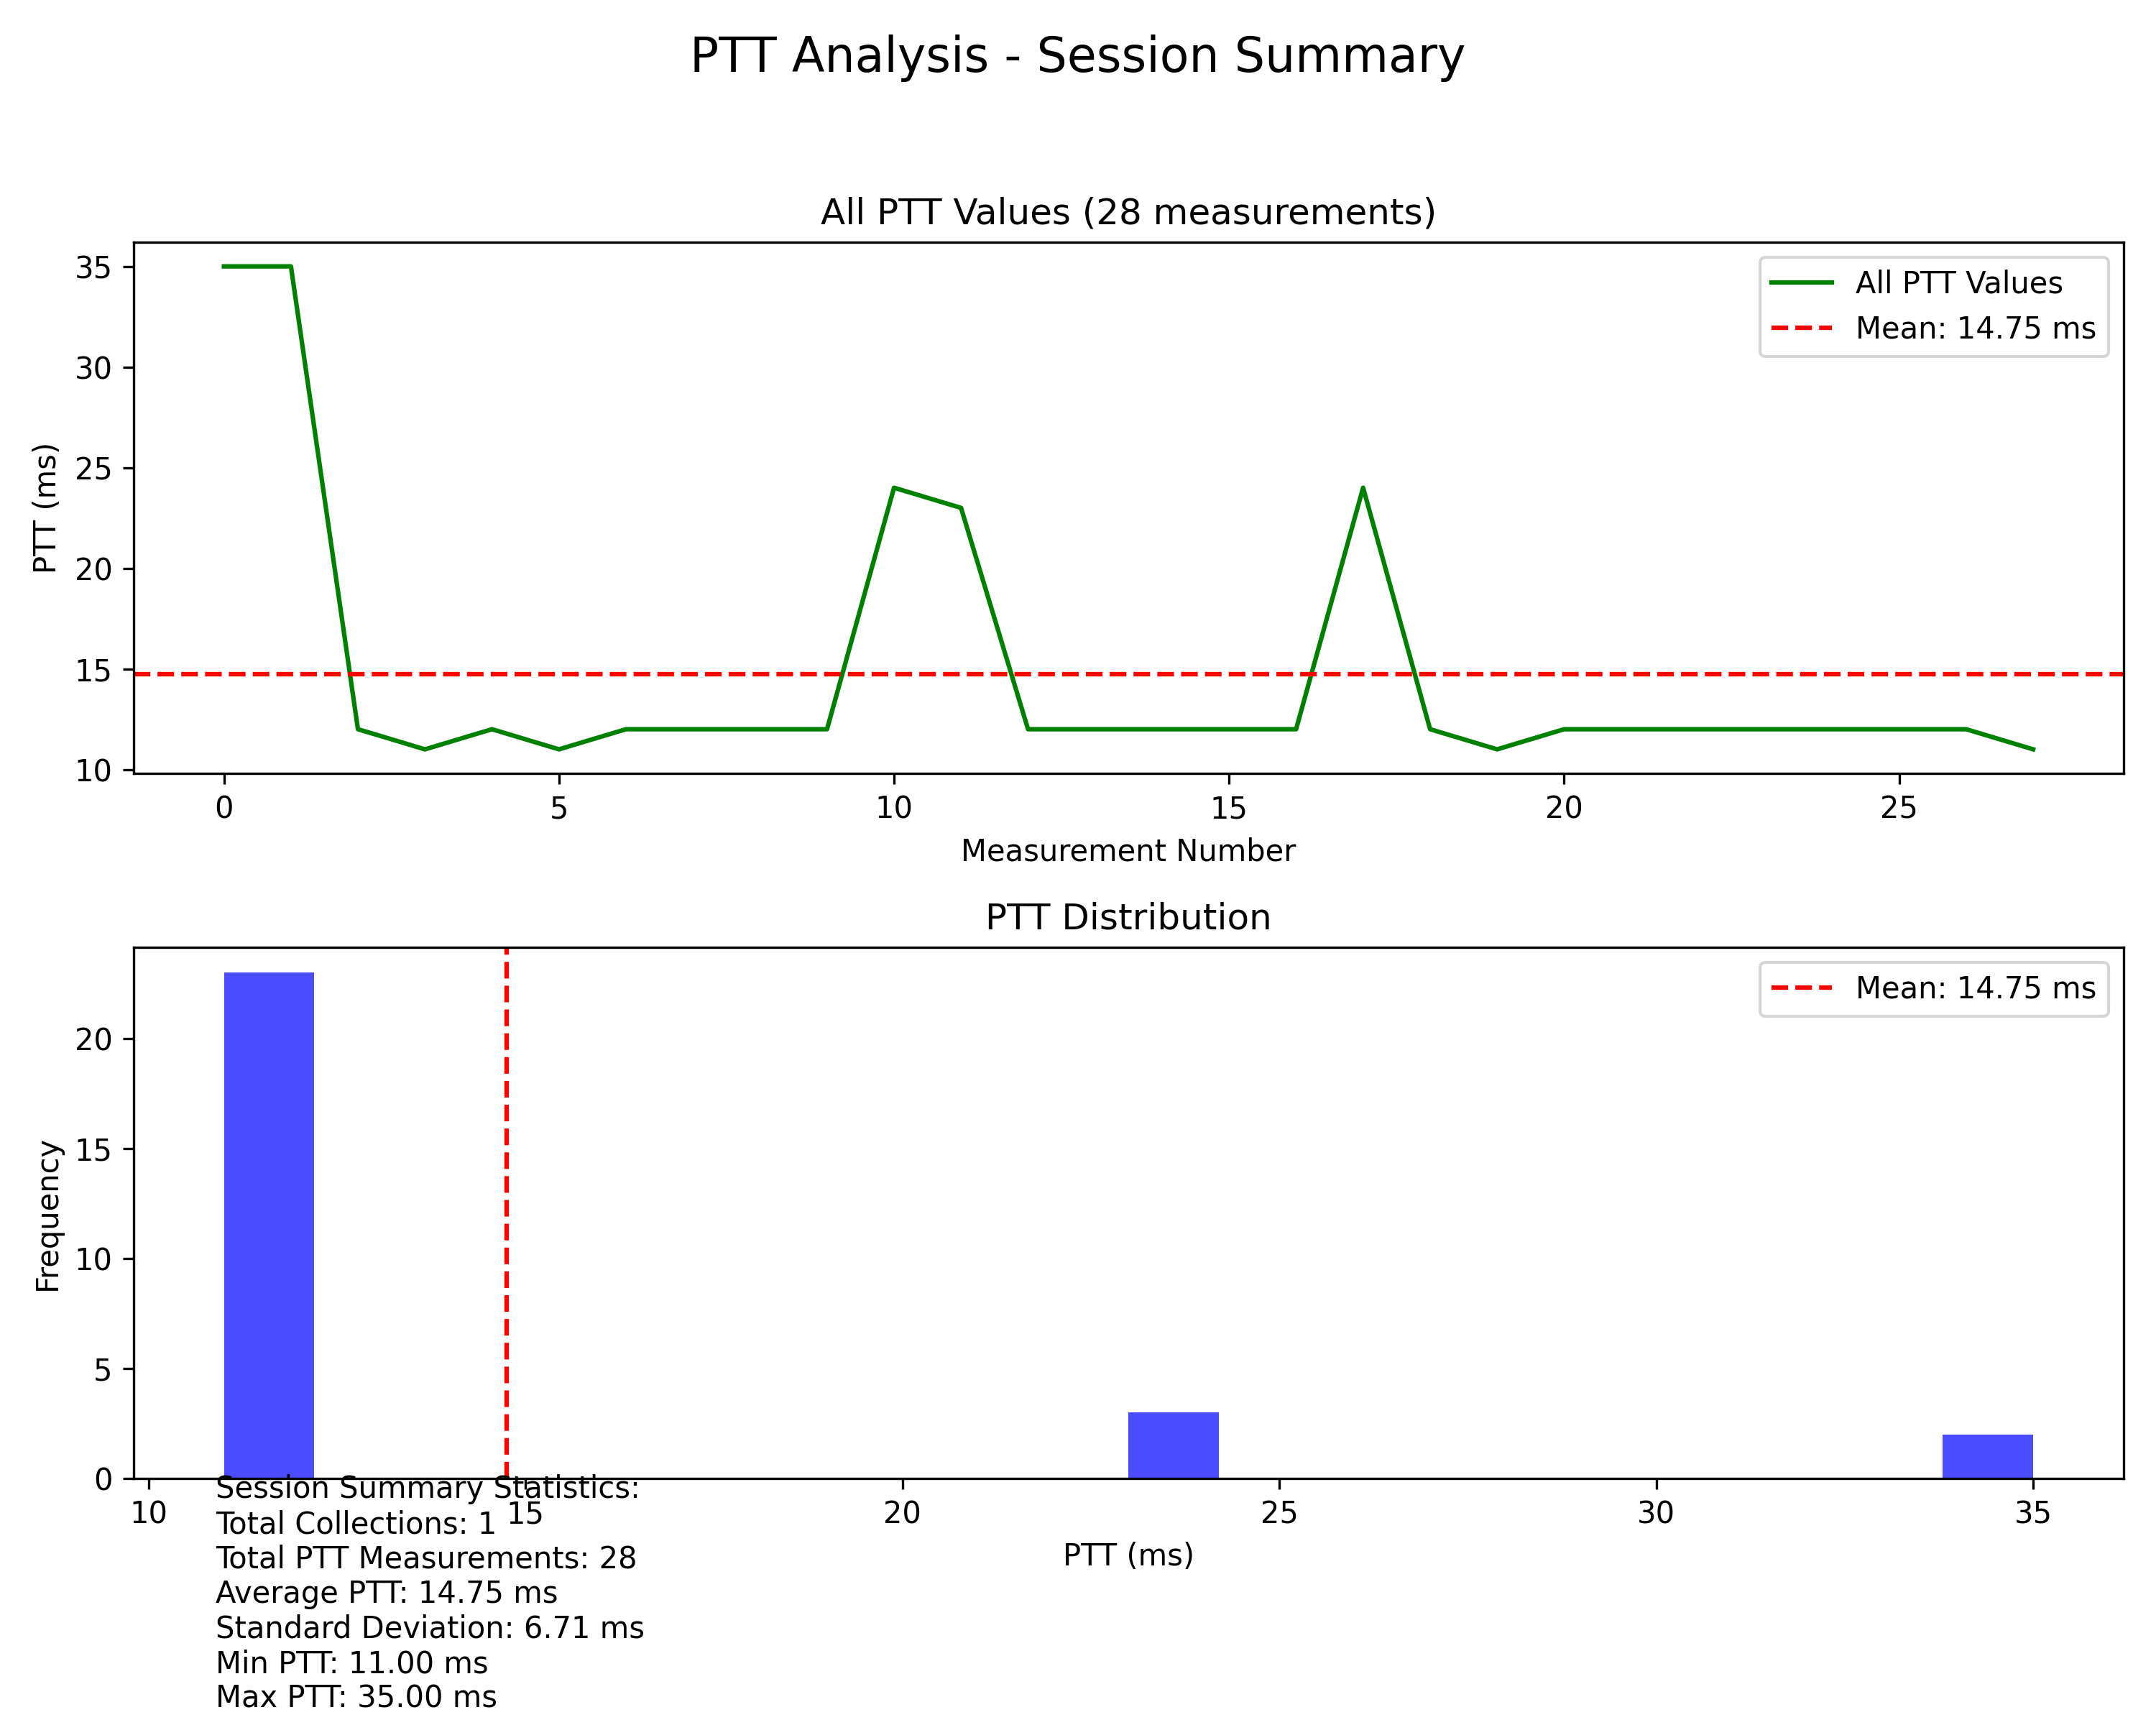 PTT Analysis - Session Summary
All PTT Values (28 measurements)
35
30
25
20
15
10
PTT (ms)
All PTT Values
Mean: 14.75 ms
0 5 10 15 20 25
Measurement Number
PTT Distribution
20
15
10
5
0
Frequency
Mean: 14.75 ms
10 15 20 25 30 35
PTT (ms)
Session Summary Statistics:
Total Collections: 1
Total PTT Measurements: 28
Average PTT: 14.75 ms
Standard Deviation: 6.71 ms
Min PTT: 11.00 ms
Max PTT: 35.00 ms